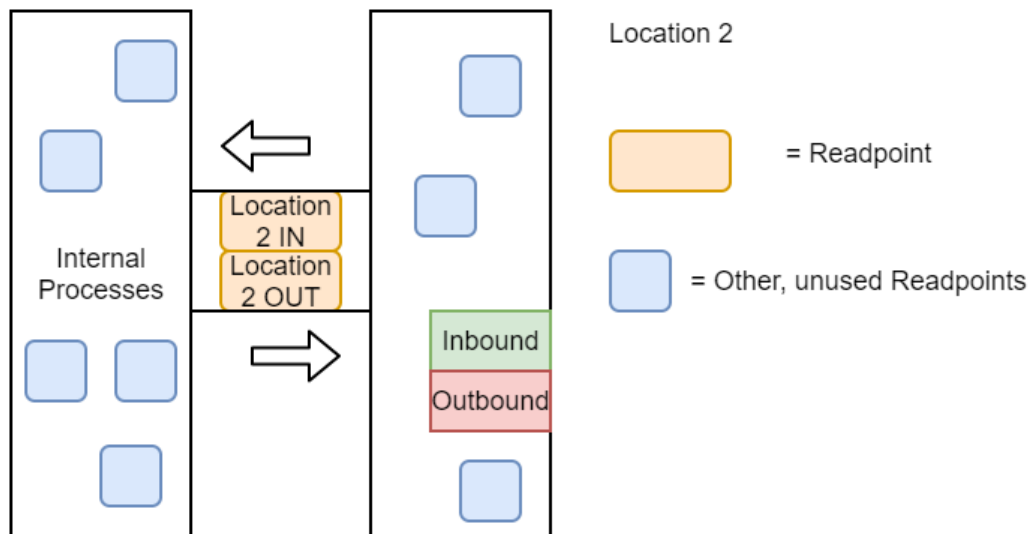 Location 2
= Readpoint
Location
2 IN
Location
2 OUT
Internal
Processes
= Other, unused Readpoints
Inbound
Outbound